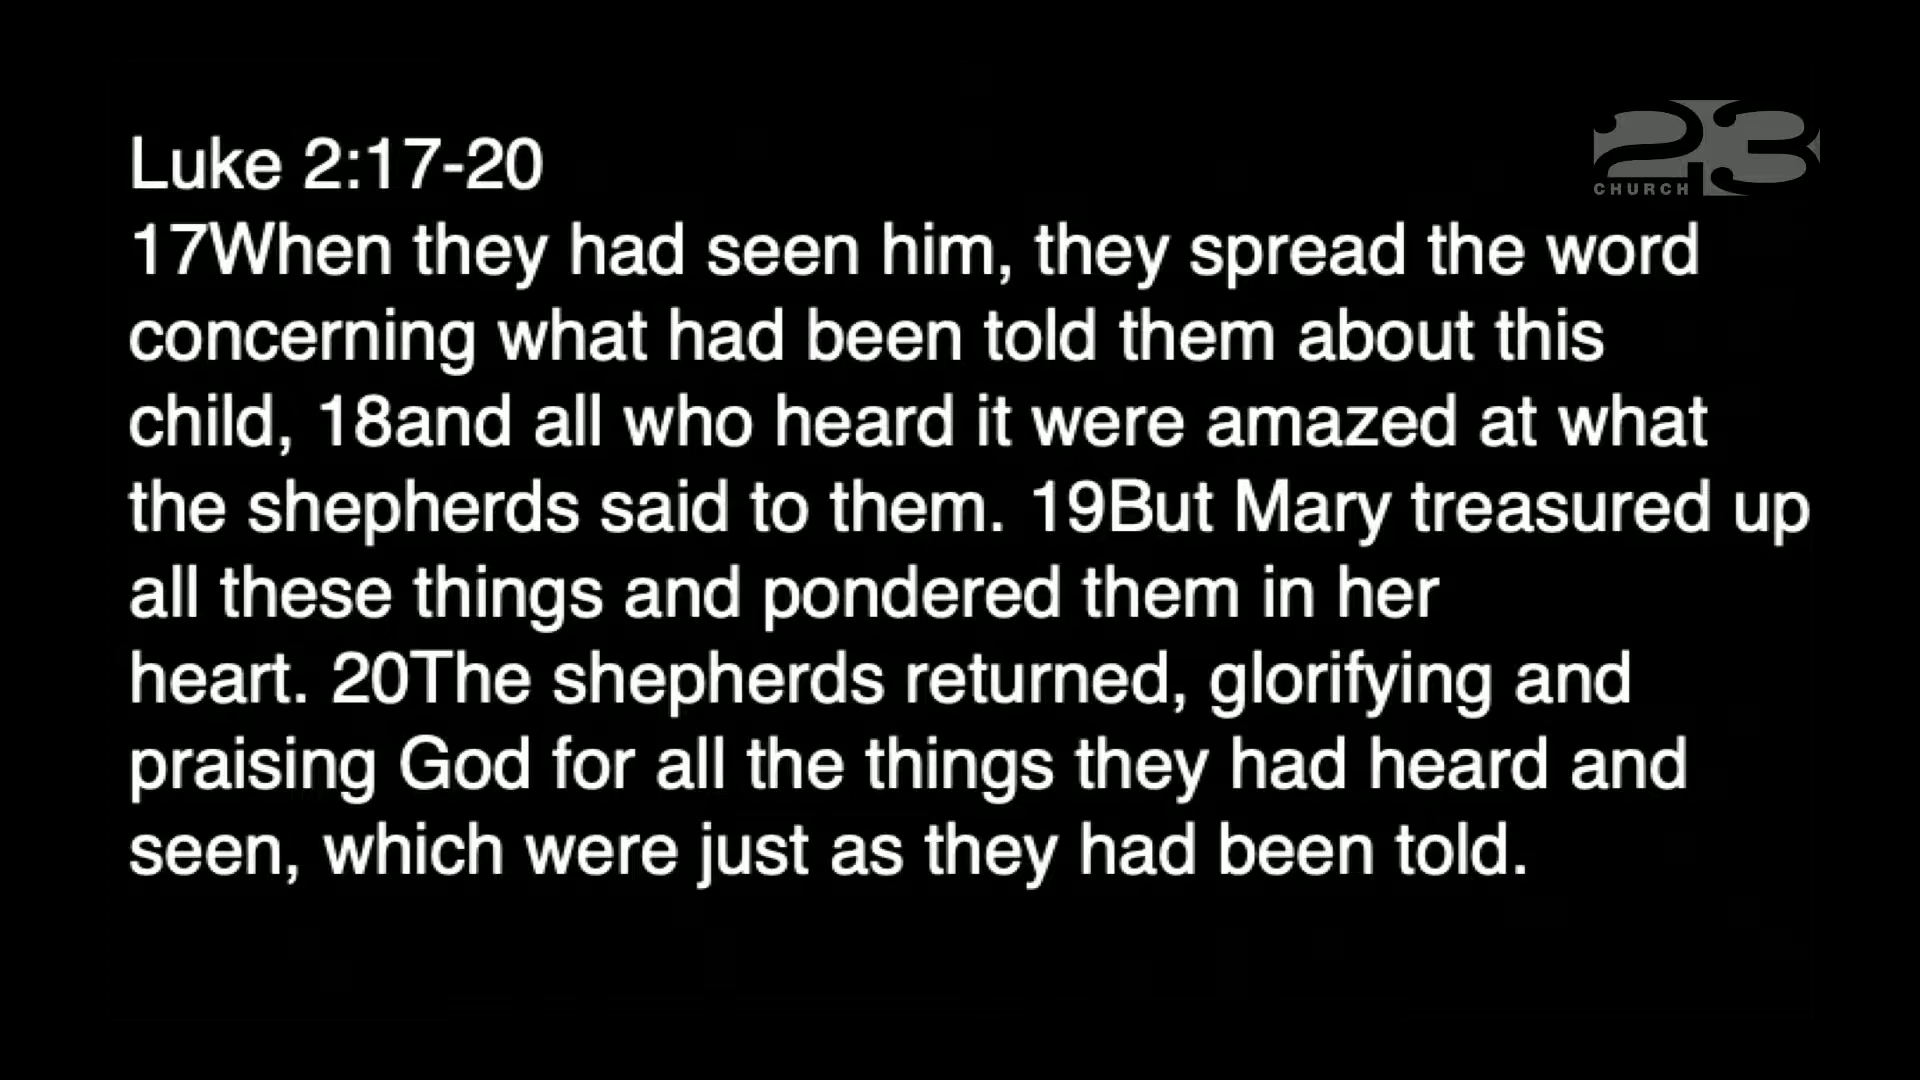 Luke 2:17-20
23
CHURCH
17When they had seen him, they spread the word
concerning what had been told them about this
child, 18and all who heard it were amazed at what
the shepherds said to them. 19But Mary treasured up
all these things and pondered them in her
heart. 20The shepherds returned, glorifying and
praising God for all the things they had heard and
seen, which were just as they had been told.